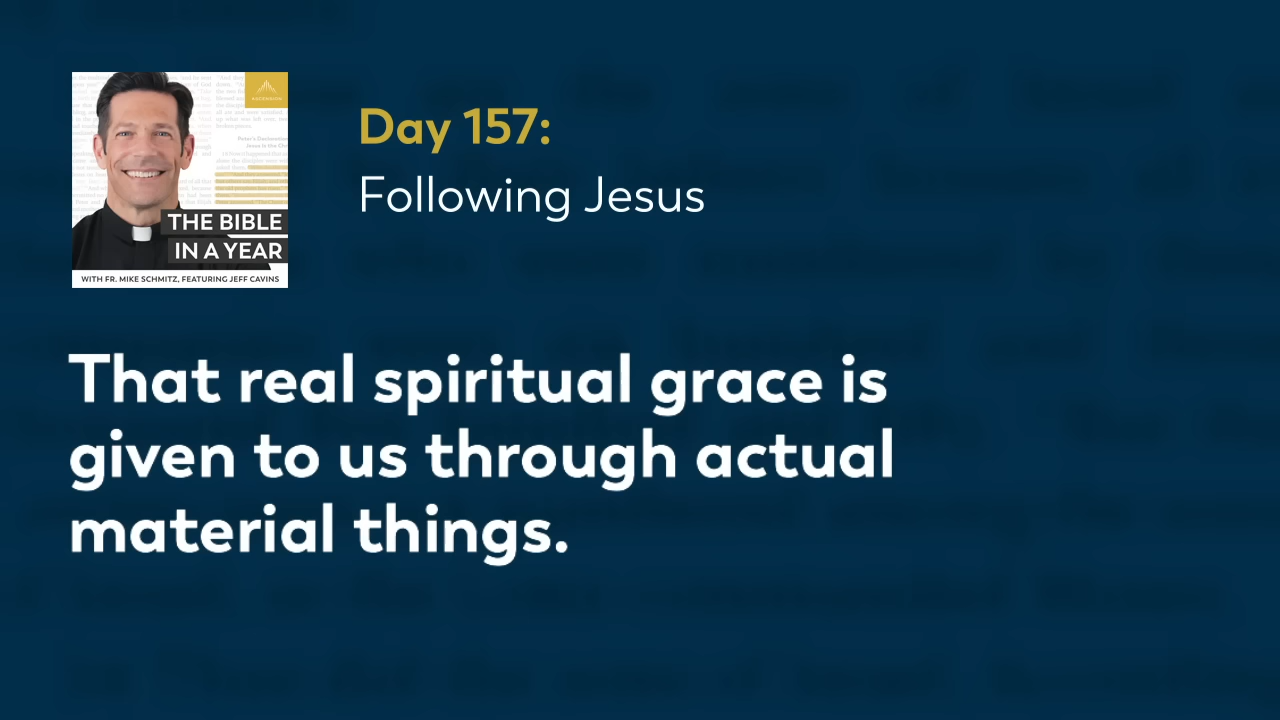 Day 157:
Following Jesus
ASCENSION
THE BIBLE
IN A YEAR
WITH FR. MIKE SCHMITZ, FEATURING JEFF CAVINS
That real spiritual grace is
given to us through actual
material things.